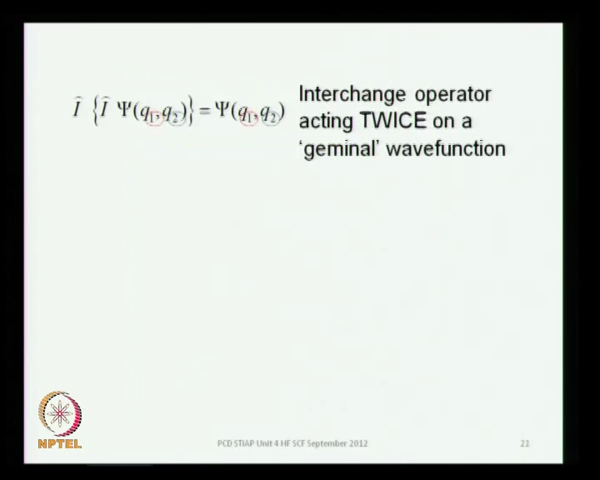 Î {Î Ψ(q₁,q₂)} = Ψ(q₁,q₂)
Interchange operator
acting TWICE on a
‘geminal’ wavefunction
NPTEL
PCD STIAP Unit 4 HF SCF September 2012
21